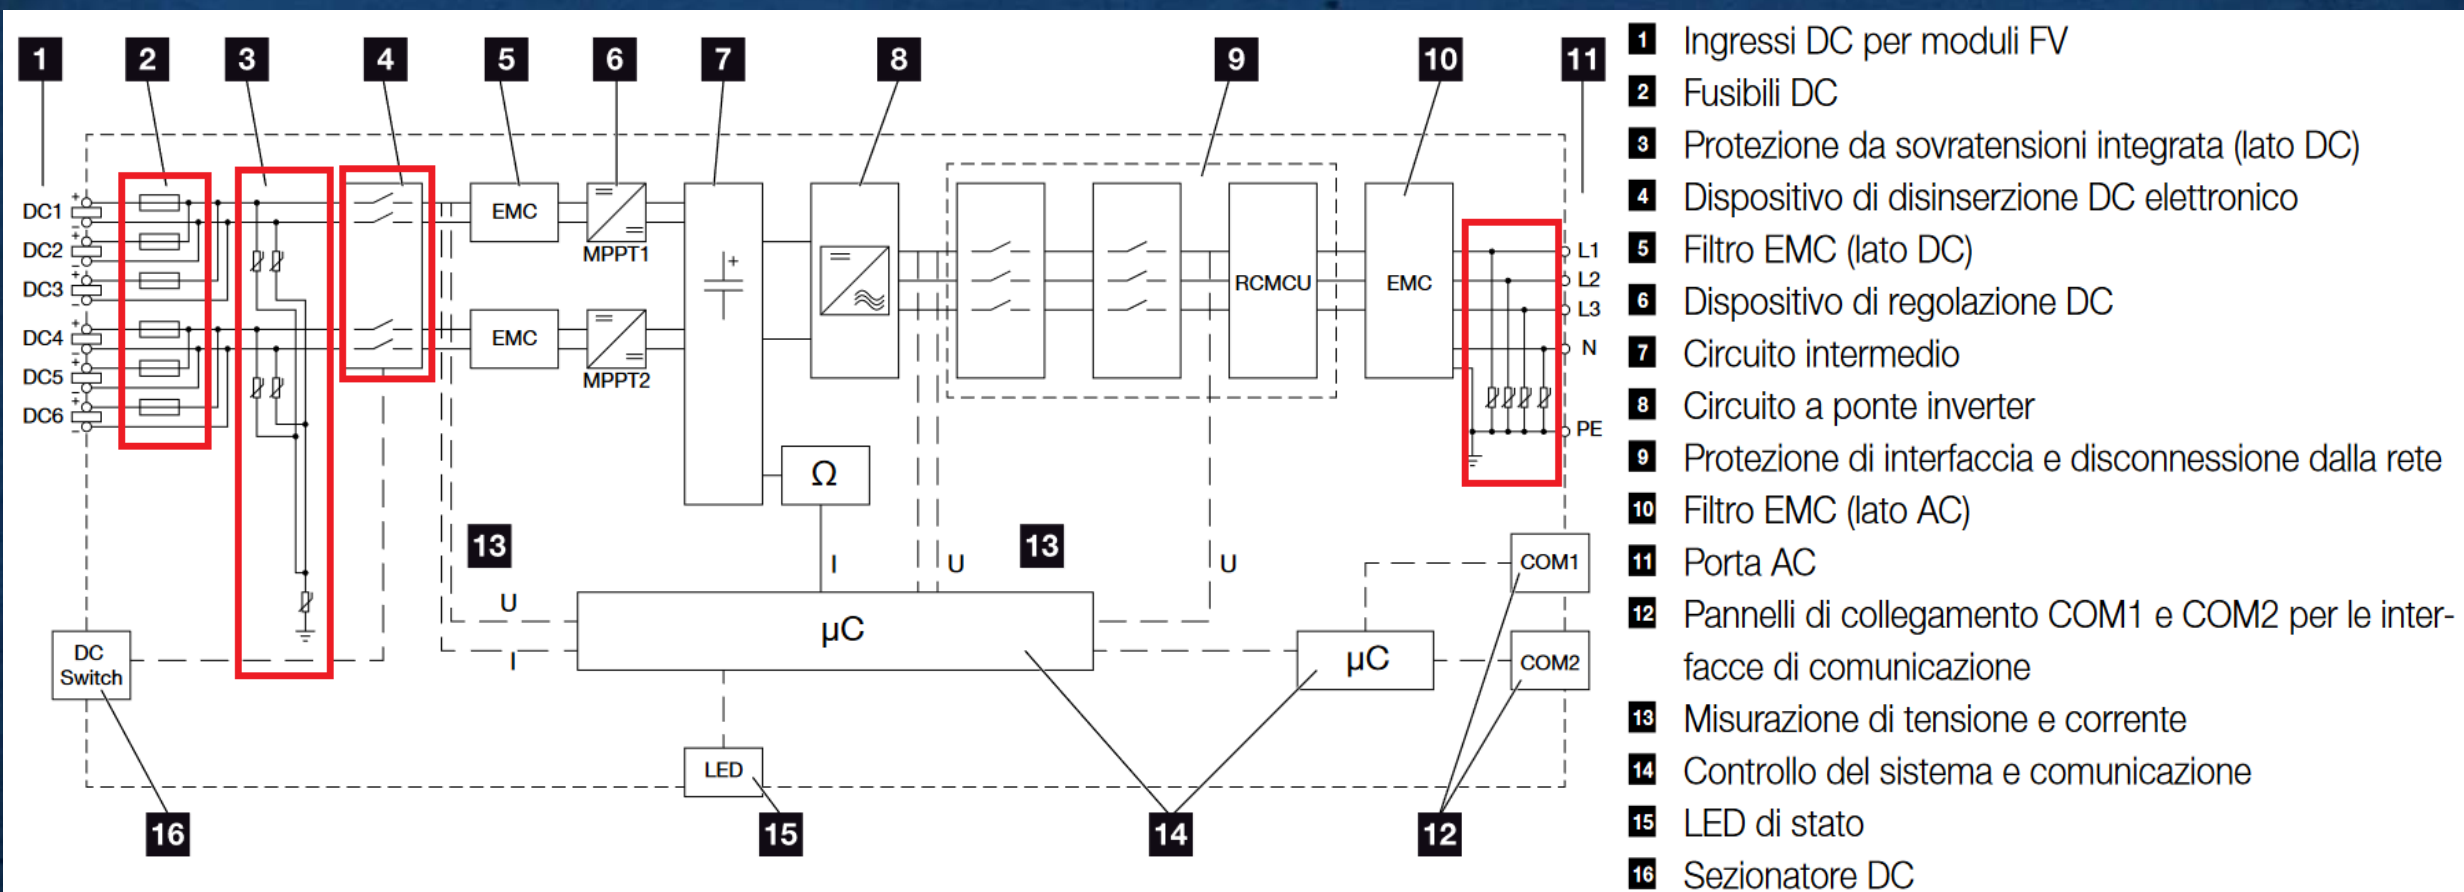 1 2 3 4 5 6 7 8 9 10 11
DC1
DC2
DC3
DC4
DC5
DC6
+
−
+
−
+
−
+
−
+
−
+
−
EMC
MPPT1
EMC
MPPT2
+
Ω
RCMCU
EMC
L1
L2
L3
N
PE
13
13
I
U
U
U
I
µC
µC
COM1
COM2
DC
Switch
LED
16
15
14
12
1 Ingressi DC per moduli FV
2 Fusibili DC
3 Protezione da sovratensioni integrata (lato DC)
4 Dispositivo di disinserzione DC elettronico
5 Filtro EMC (lato DC)
6 Dispositivo di regolazione DC
7 Circuito intermedio
8 Circuito a ponte inverter
9 Protezione di interfaccia e disconnessione dalla rete
10 Filtro EMC (lato AC)
11 Porta AC
12 Pannelli di collegamento COM1 e COM2 per le inter-
facce di comunicazione
13 Misurazione di tensione e corrente
14 Controllo del sistema e comunicazione
15 LED di stato
16 Sezionatore DC